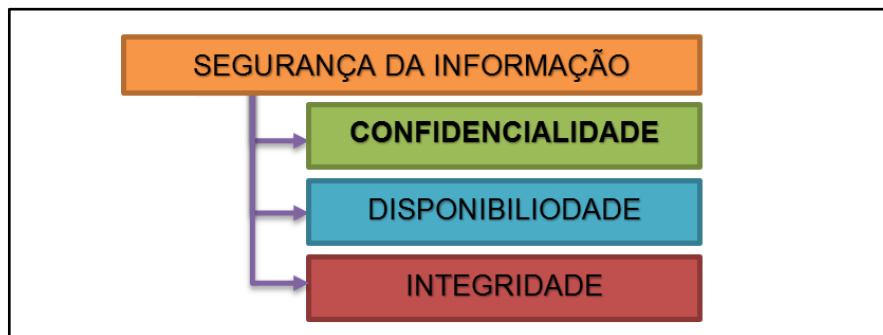 SEGURANÇA DA INFORMAÇÃO
CONFIDENCIALIDADE
DISPONIBILIODADE
INTEGRIDADE